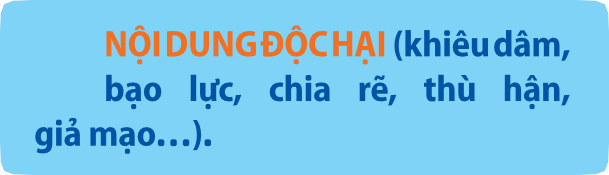 NỘI DUNG ĐỘC HẠI (khiêu dâm,
bạo lực, chia rẽ, thù hận,
giả mạo…).